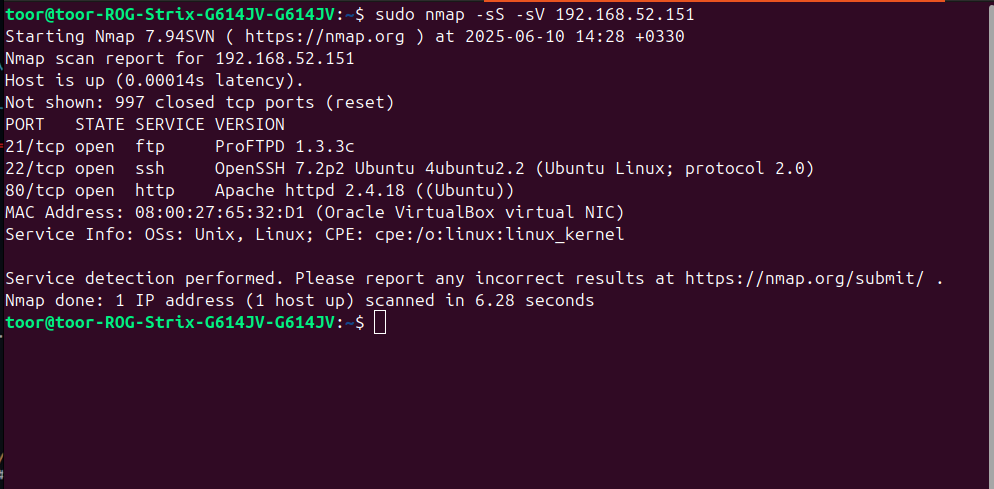 toor@toor-ROG-Strix-G614JV-G614JV:~$ sudo nmap -sS -sV 192.168.52.151
Starting Nmap 7.94SVN ( https://nmap.org ) at 2025-06-10 14:28 +0330
Nmap scan report for 192.168.52.151
Host is up (0.00014s latency).
Not shown: 997 closed tcp ports (reset)
PORT   STATE SERVICE VERSION
21/tcp open  ftp     ProFTPD 1.3.3c
22/tcp open  ssh     OpenSSH 7.2p2 Ubuntu 4ubuntu2.2 (Ubuntu Linux; protocol 2.0)
80/tcp open  http    Apache httpd 2.4.18 ((Ubuntu))
MAC Address: 08:00:27:65:32:D1 (Oracle VirtualBox virtual NIC)
Service Info: OSs: Unix, Linux; CPE: cpe:/o:linux:linux_kernel

Service detection performed. Please report any incorrect results at https://nmap.org/submit/ .
Nmap done: 1 IP address (1 host up) scanned in 6.28 seconds
toor@toor-ROG-Strix-G614JV-G614JV:~$